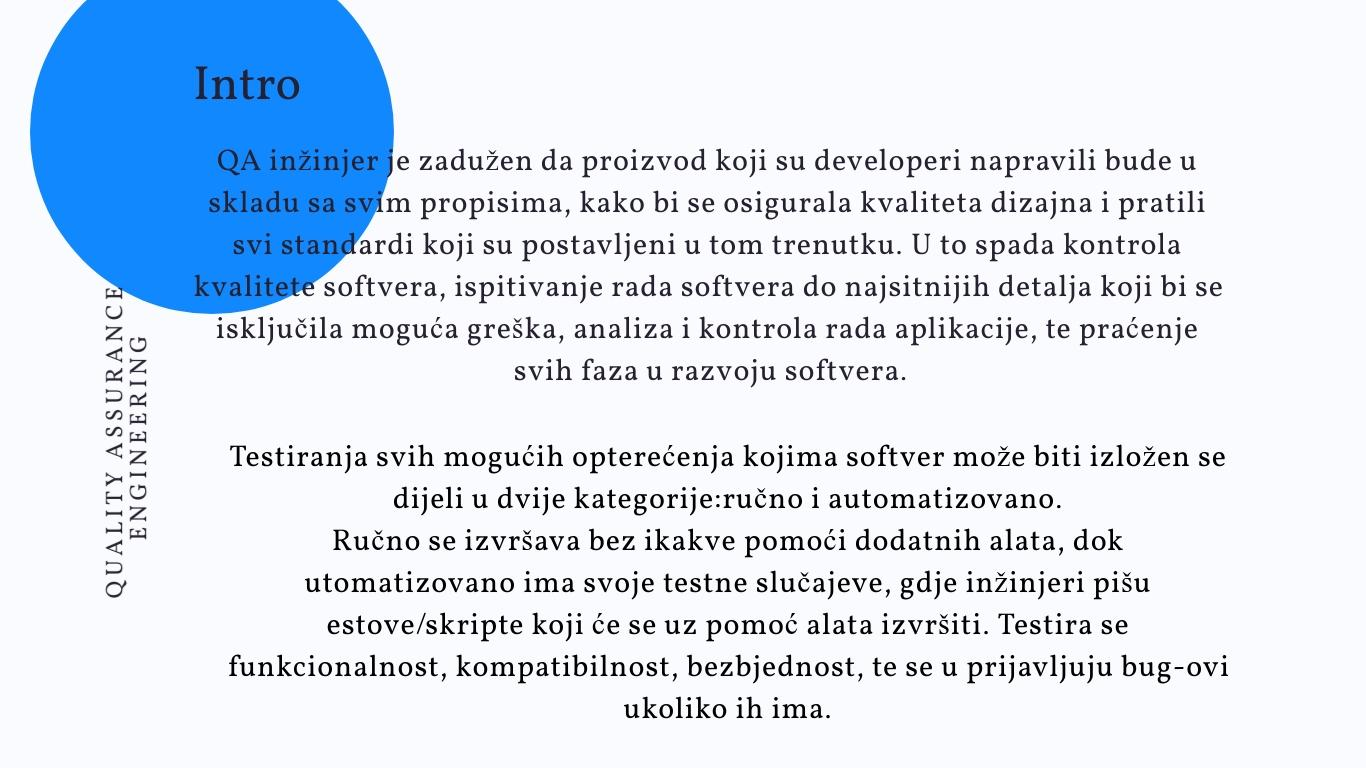 Intro
QA inžinjer je zadužen da proizvod koji su developeri napravili bude u
skladu sa svim propisima, kako bi se osigurala kvaliteta dizajna i pratili
svi standardi koji su postavljeni u tom trenutku. U to spada kontrola
kvalitete softvera, ispitivanje rada softvera do najsitnijih detalja koji bi se
isključila moguća greška, analiza i kontrola rada aplikacije, te praćenje
svih faza u razvoju softvera.
QUALITY ASSURANCE
ENGINEERING
Testiranja svih mogućih opterećenja kojima softver može biti izložen se
dijeli u dvije kategorije:ručno i automatizovano.
Ručno se izvršava bez ikakve pomoći dodatnih alata, dok
utomatizovano ima svoje testne slučajeve, gdje inžinjeri pišu
estove/skripte koji će se uz pomoć alata izvršiti. Testira se
funkcionalnost, kompatibilnost, bezbjednost, te se u prijavljuju bug-ovi
ukoliko ih ima.